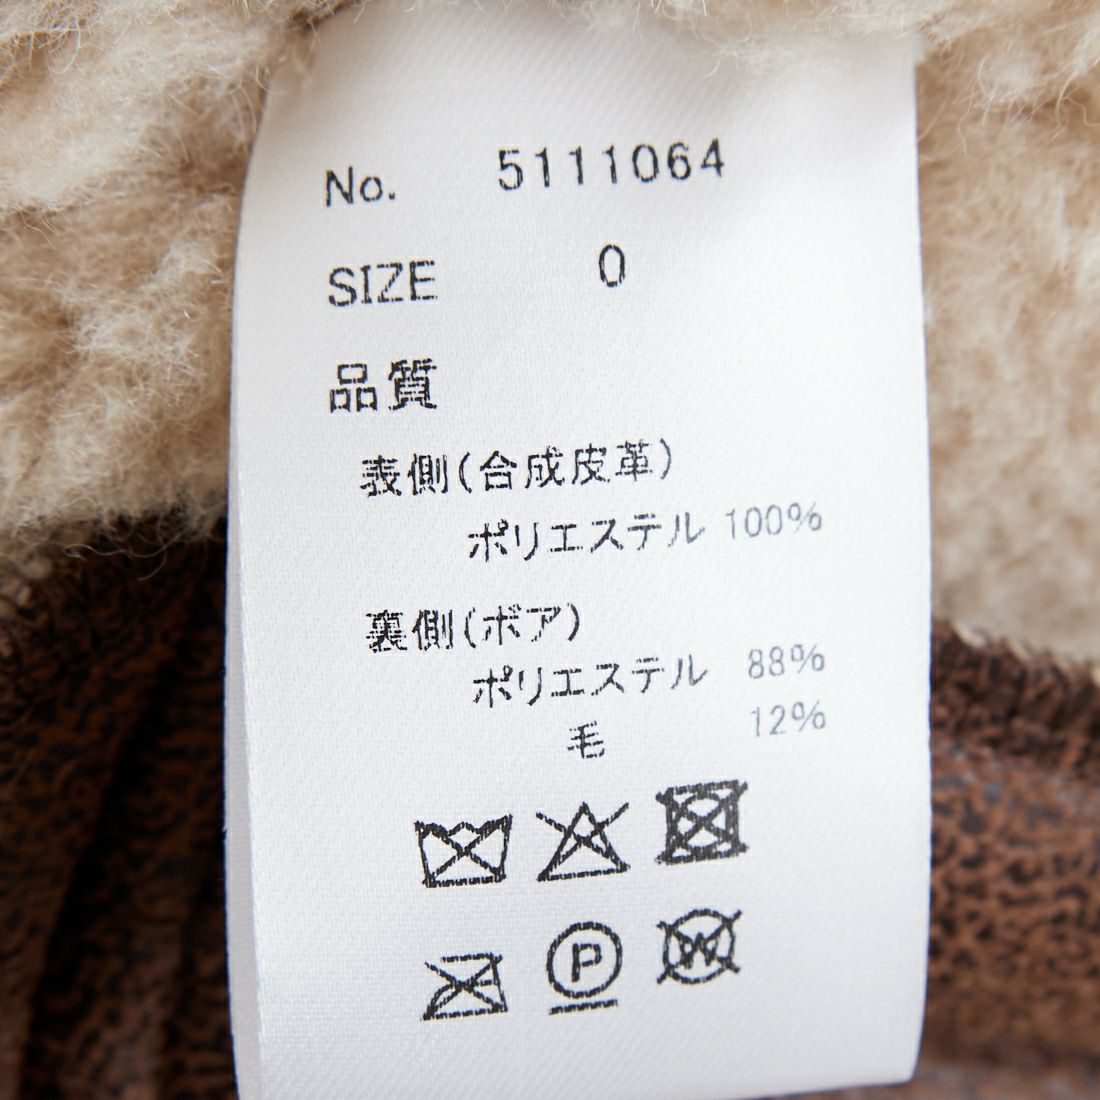 No. 5111064
SIZE 0
品質
表側(合成皮革)
ポリエステル 100%
裏側(ボア)
ポリエステル 88%
毛 12%
P
W